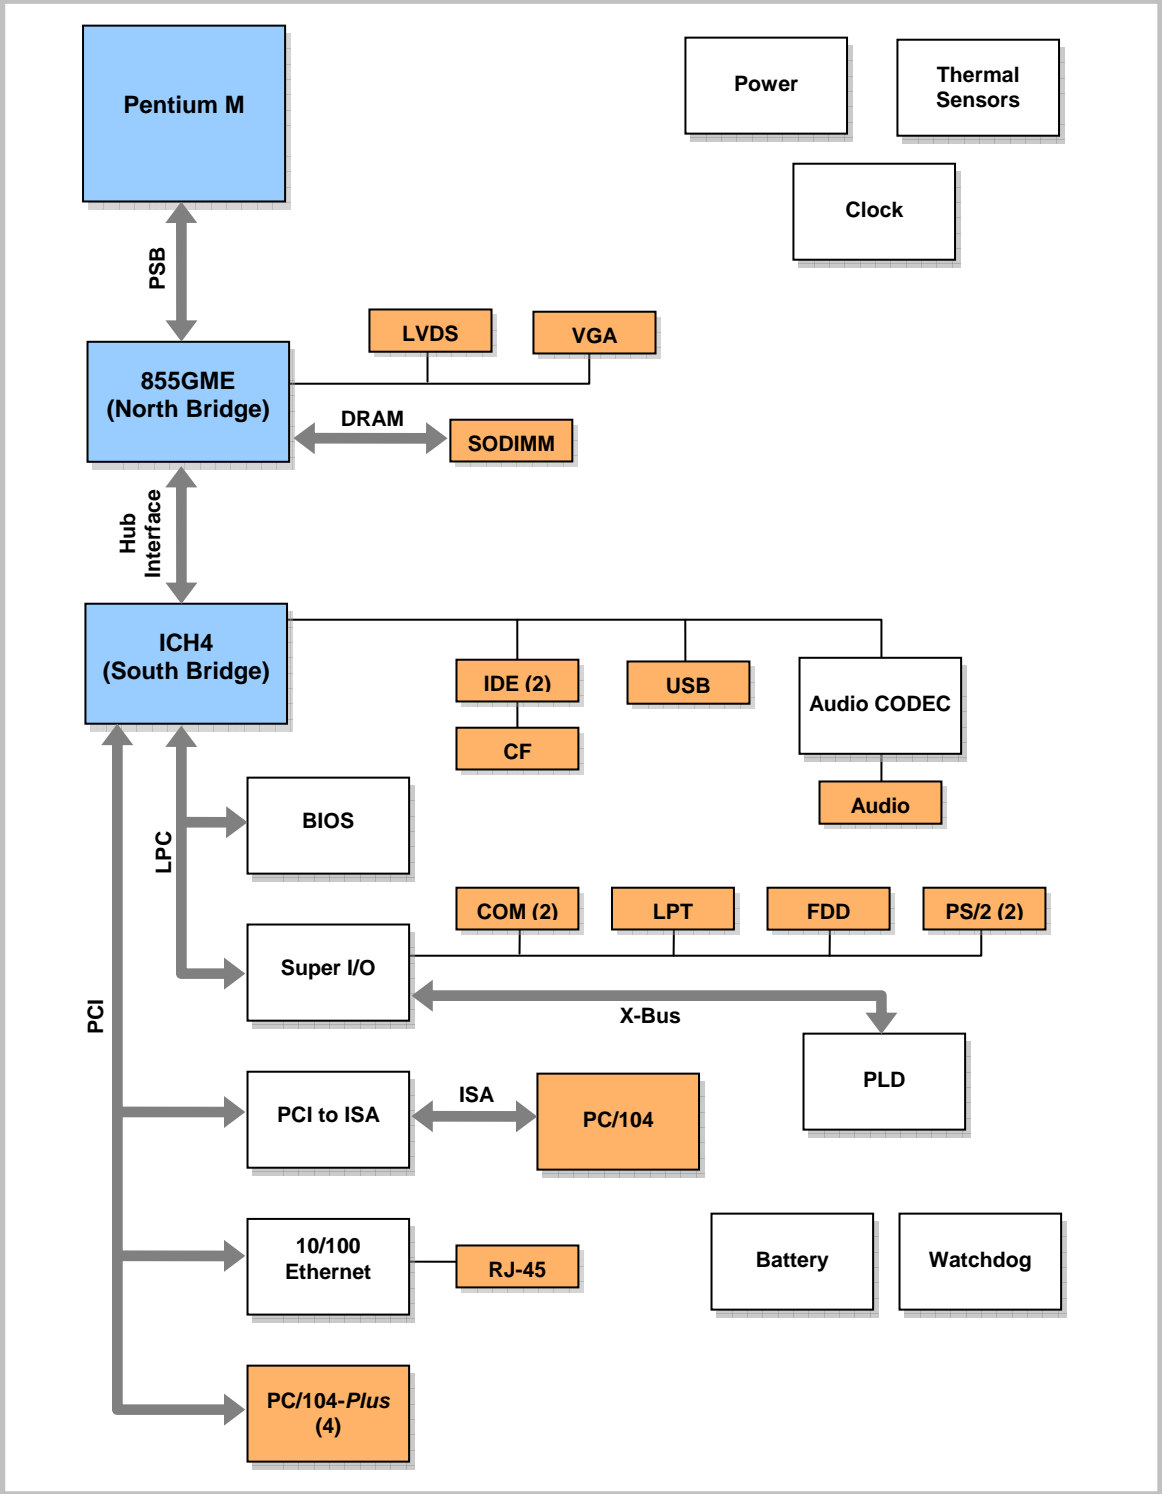 Pentium M
Power
Thermal
Sensors
Clock
PSB
LVDS
VGA
855GME
(North Bridge)
DRAM
SODIMM
Hub
Interface
ICH4
(South Bridge)
IDE (2)
USB
Audio CODEC
CF
Audio
BIOS
LPC
COM (2)
LPT
FDD
PS/2 (2)
Super I/O
X-Bus
PCI
PLD
PCI to ISA
ISA
PC/104
10/100
Ethernet
RJ-45
Battery
Watchdog
PC/104-Plus
(4)